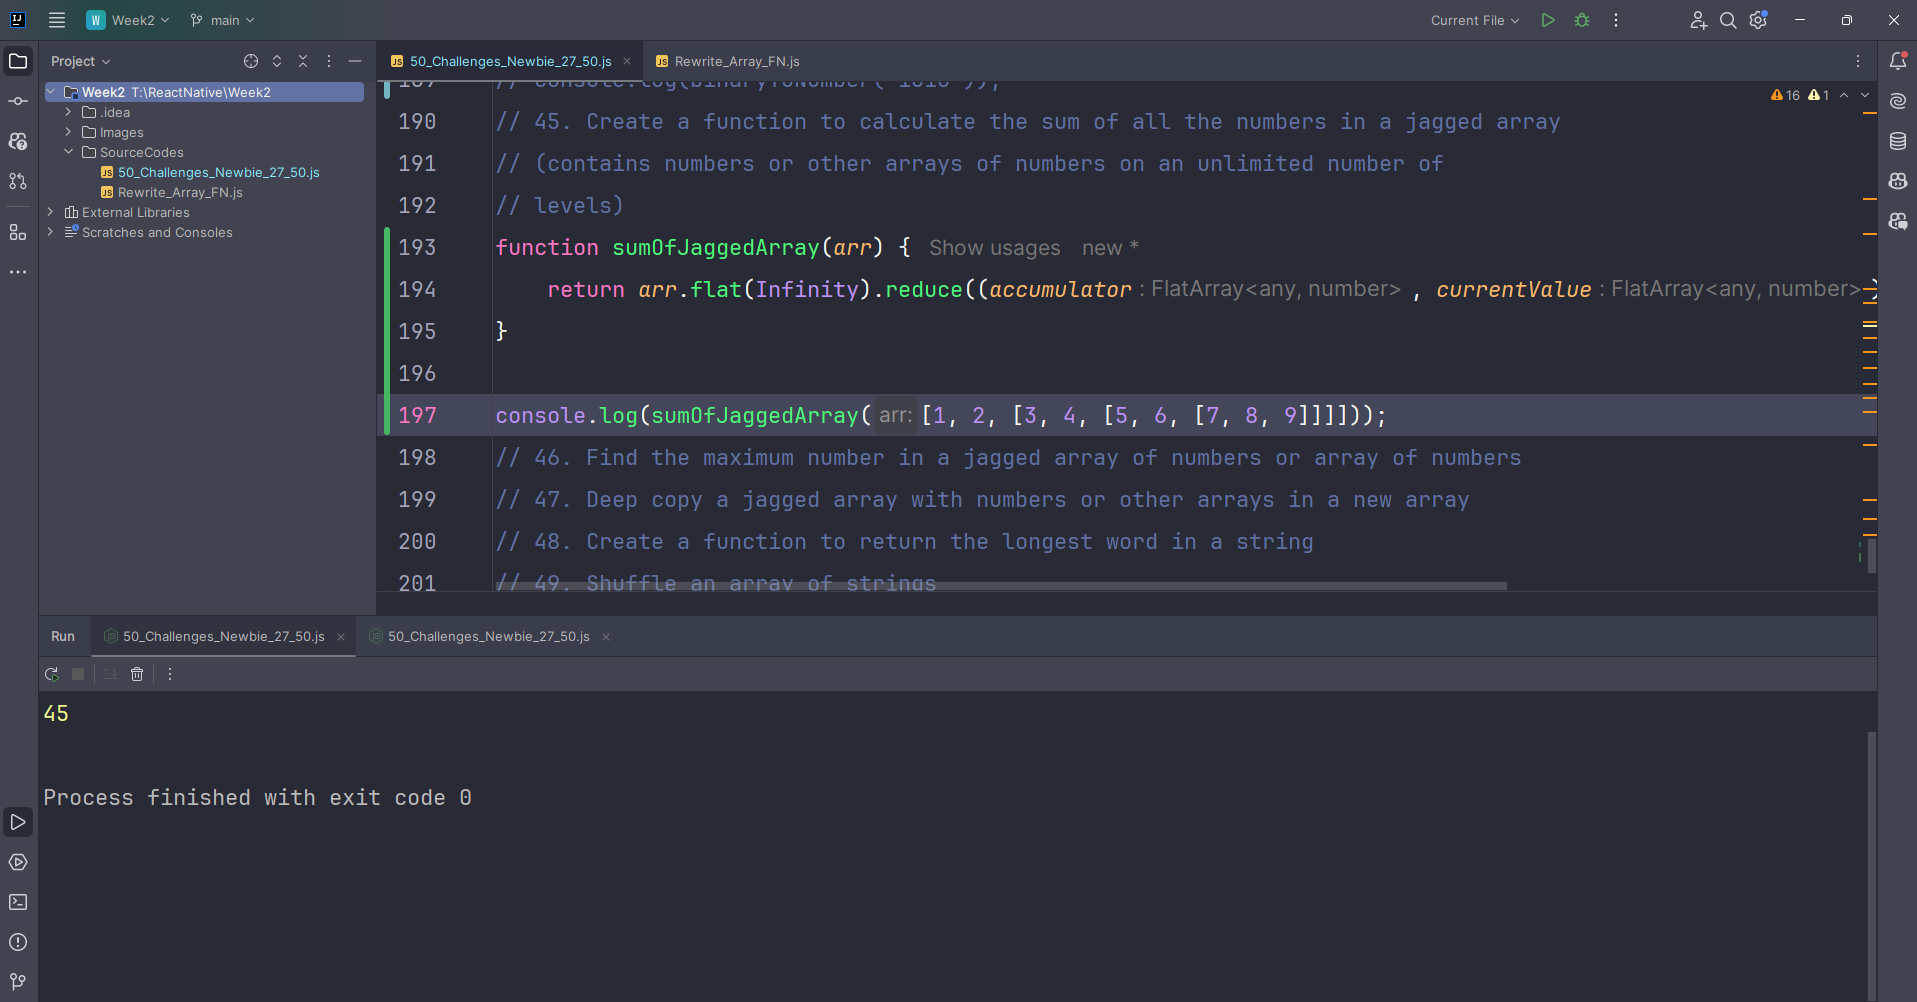 Week2 main Current File
Project
50_Challenges_Newbie_27_50.js Rewrite_Array_FN.js
Week2 T:\ReactNative\Week2
.idea
Images
SourceCodes
50_Challenges_Newbie_27_50.js
Rewrite_Array_FN.js
External Libraries
Scratches and Consoles
16 1
190 // 45. Create a function to calculate the sum of all the numbers in a jagged array
191 // (contains numbers or other arrays of numbers on an unlimited number of
192 // levels)
193 function sumOfJaggedArray(arr) { Show usages new *
194 return arr.flat(Infinity).reduce((accumulator : FlatArray<any, number> , currentValue : FlatArray<any, number>
195 }
196
197 console.log(sumOfJaggedArray( arr: [1, 2, [3, 4, [5, 6, [7, 8, 9]]]]));
198 // 46. Find the maximum number in a jagged array of numbers or array of numbers
199 // 47. Deep copy a jagged array with numbers or other arrays in a new array
200 // 48. Create a function to return the longest word in a string
201 // 49. Shuffle an array of strings
Run 50_Challenges_Newbie_27_50.js 50_Challenges_Newbie_27_50.js
45
Process finished with exit code 0